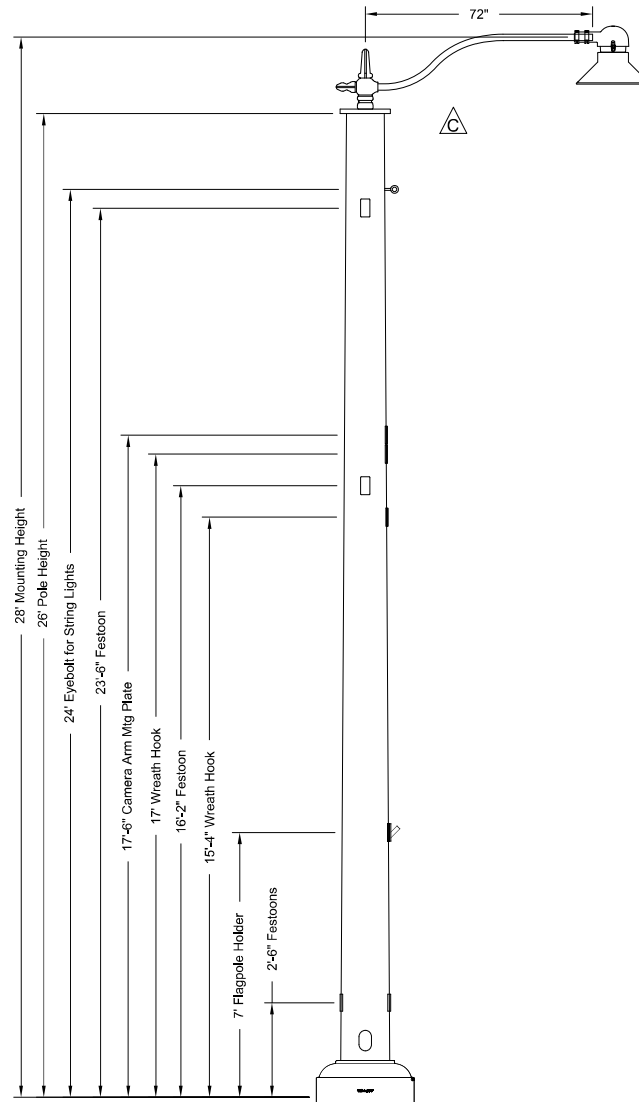 72"
C
28' Mounting Height
26' Pole Height
24' Eyebolt for String Lights
23'-6" Festoon
17'-6" Camera Arm Mtg Plate
17' Wreath Hook
16'-2" Festoon
15'-4" Wreath Hook
7' Flagpole Holder
2'-6" Festoons